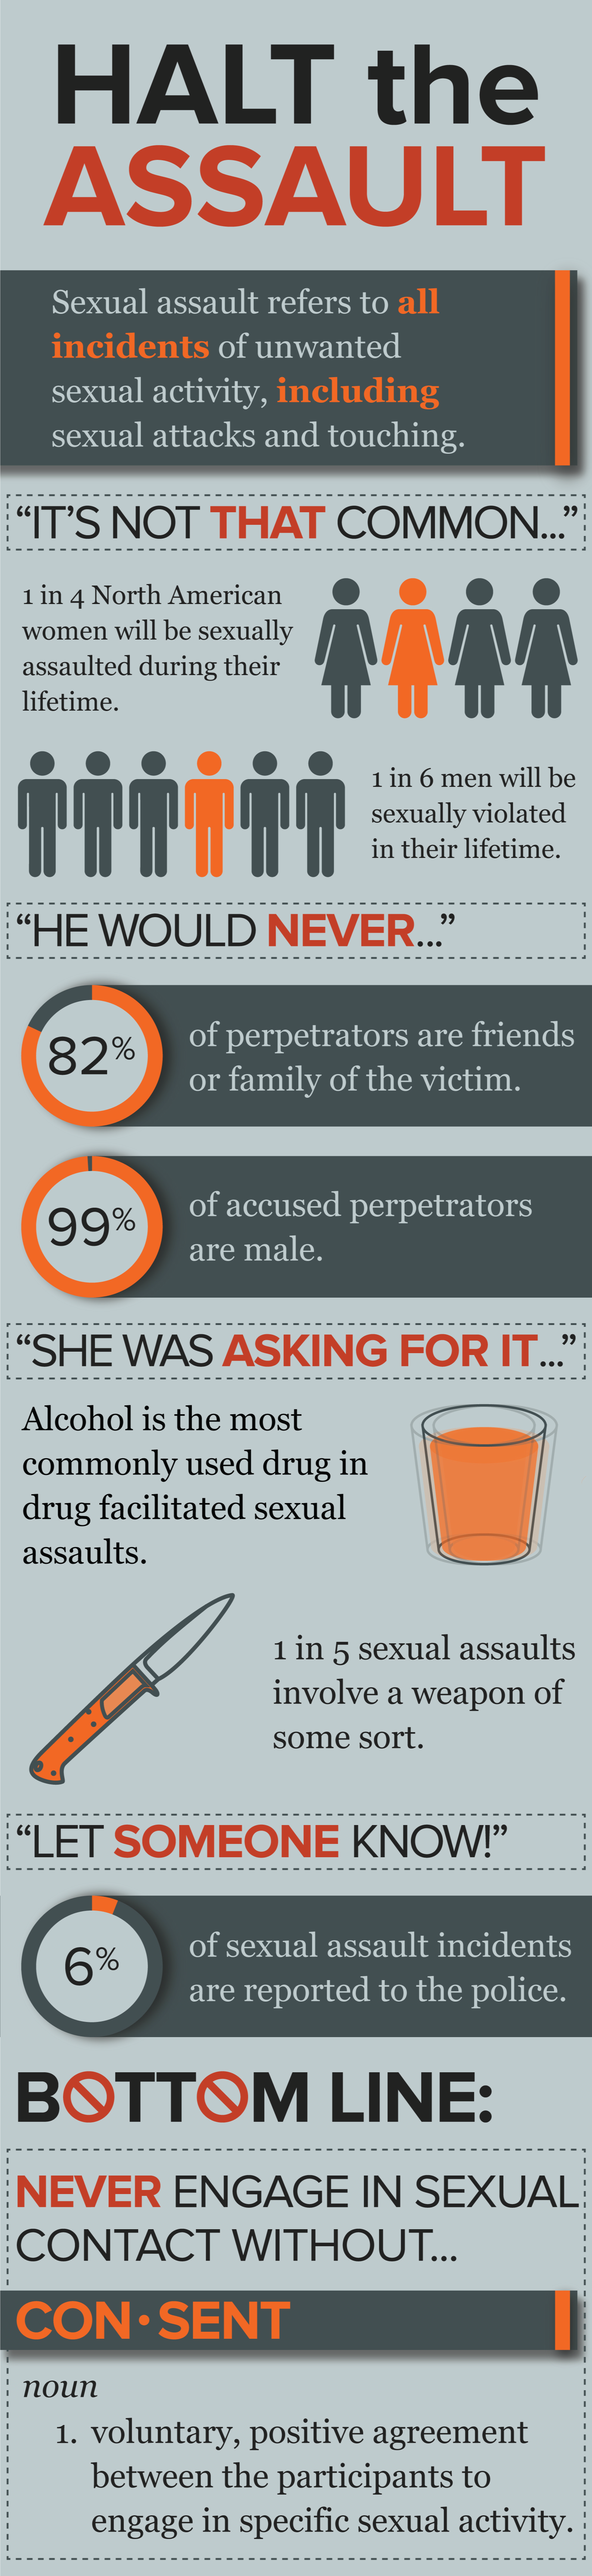 HALT the
ASSAULT
Sexual assault refers to all
incidents of unwanted
sexual activity, including
sexual attacks and touching.
“IT’S NOT THAT COMMON...”
1 in 4 North American
women will be sexually
assaulted during their
lifetime.
1 in 6 men will be
sexually violated
in their lifetime.
“HE WOULD NEVER...”
82%
of perpetrators are friends
or family of the victim.
99%
of accused perpetrators
are male.
“SHE WAS ASKING FOR IT...”
Alcohol is the most
commonly used drug in
drug facilitated sexual
assaults.
1 in 5 sexual assaults
involve a weapon of
some sort.
“LET SOMEONE KNOW!”
6%
of sexual assault incidents
are reported to the police.
BOTTOM LINE:
NEVER ENGAGE IN SEXUAL
CONTACT WITHOUT...
CON·SENT
noun
1. voluntary, positive agreement
between the participants to
engage in specific sexual activity.